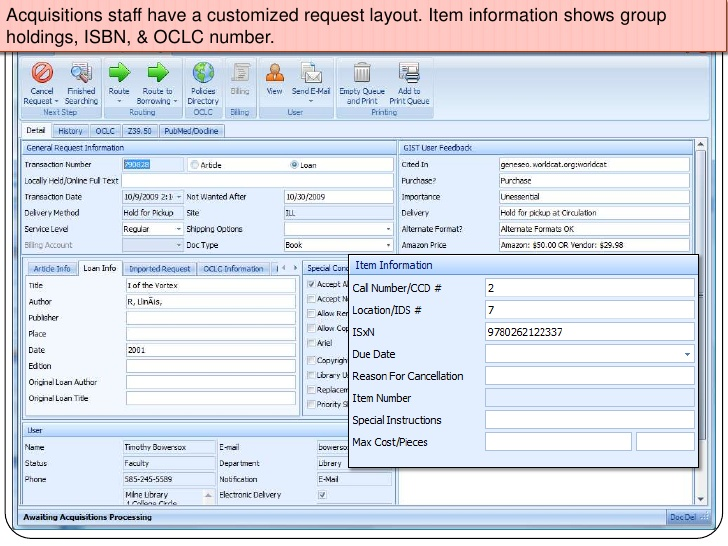 Acquisitions staff have a customized request layout. Item information shows group
holdings, ISBN, & OCLC number.
Cancel Request Finished Searching Route Route to Borrowing Policies Directory Billing View Send E-Mail Empty Queue and Print Add to Print Queue
Next Step Routing OCLC Billing User Printing
Detail History OCLC Z39.50 PubMed/Docline
General Request Information
Transaction Number 790828 Article Loan
Locally Held/Online Full Text
Transaction Date 10/9/2009 2:1 Not Wanted After 10/30/2009
Delivery Method Hold for Pickup Site ILL
Service Level Regular Shipping Options
Billing Account Doc Type Book
GIST User Feedback
Cited In geneseo.worldcat.org:worldcat
Purchase? Purchase
Importance Unessential
Delivery Hold for pickup at Circulation
Alternate Format? Alternate Formats OK
Amazon Price Amazon: $50.00 OR Vendor: $29.98
Article Info Loan Info Imported Request OCLC Information
Title I of the Vortex
Author R, LlinÃis,
Publisher
Place
Date 2001
Edition
Original Loan Author
Original Loan Title
Special Conc
Accept Al
Accept No
Allow Rer
Allow Cop
Ariel
Copyright
Library Us
Replacem
Priority S
Item Information
Call Number/CCD # 2
Location/IDS # 7
ISxN 9780262122337
Due Date
Reason For Cancellation
Item Number
Special Instructions
Max Cost/Pieces
User
Name Timothy Bowersox E-mail bowersox
Status Faculty Department Library
Phone 585-245-5589 Notification E-Mail
Milne Library Electronic Delivery
1 College Circle
Awaiting Acquisitions Processing DocDel